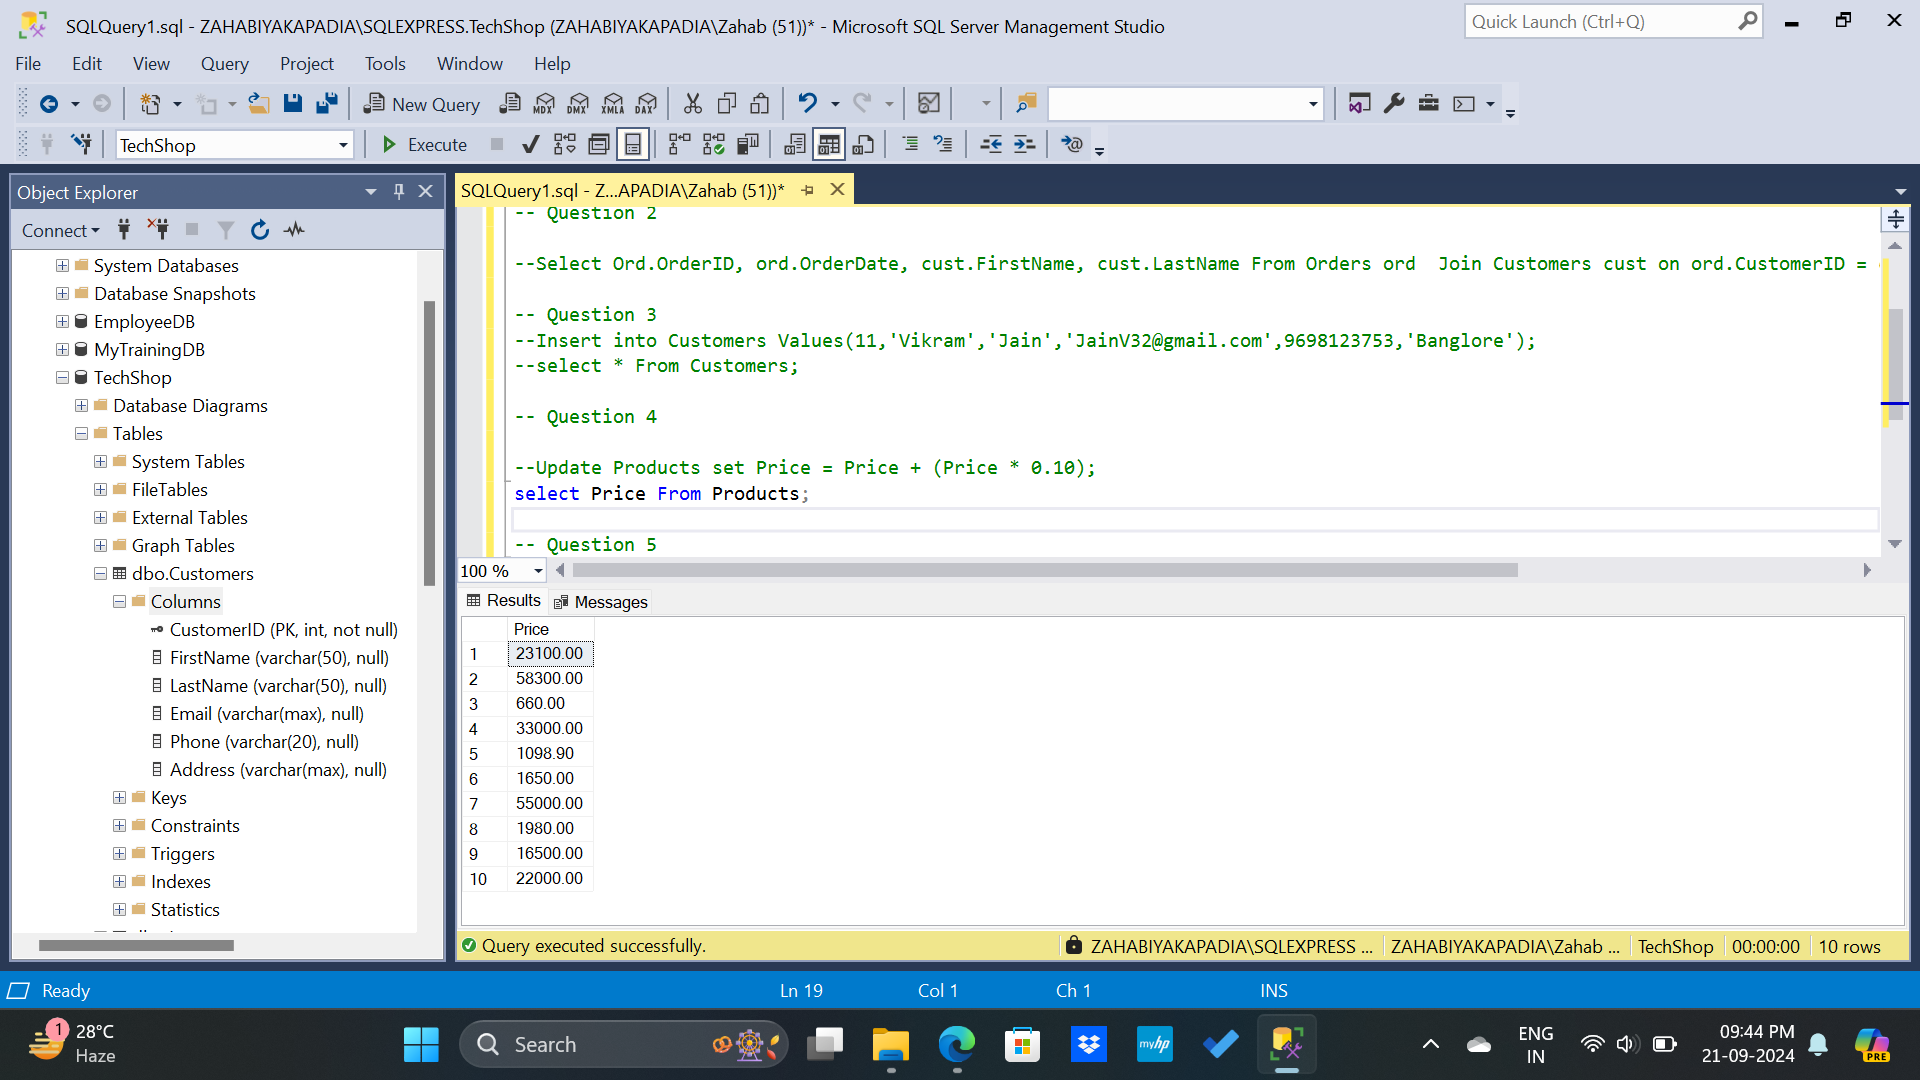 SQLQuery1.sql - ZAHABIYAKAPADIA\SQLEXPRESS.TechShop (ZAHABIYAKAPADIA\Zahab (51))* - Microsoft SQL Server Management Studio
Quick Launch (Ctrl+Q)
File Edit View Query Project Tools Window Help
New Query MDX DMX XMLA DAX
TechShop Execute
Object Explorer
Connect
System Databases
Database Snapshots
EmployeeDB
MyTrainingDB
TechShop
Database Diagrams
Tables
System Tables
FileTables
External Tables
Graph Tables
dbo.Customers
Columns
CustomerID (PK, int, not null)
FirstName (varchar(50), null)
LastName (varchar(50), null)
Email (varchar(max), null)
Phone (varchar(20), null)
Address (varchar(max), null)
Keys
Constraints
Triggers
Indexes
Statistics
SQLQuery1.sql - Z...APADIA\Zahab (51))*
-- Question 2
--Select Ord.OrderID, ord.OrderDate, cust.FirstName, cust.LastName From Orders ord  Join Customers cust on ord.CustomerID =
-- Question 3
--Insert into Customers Values(11,'Vikram','Jain','JainV32@gmail.com',9698123753,'Banglore');
--select * From Customers;
-- Question 4
--Update Products set Price = Price + (Price * 0.10);
select Price From Products;
-- Question 5
100 %
Results Messages
Price
1 23100.00
2 58300.00
3 660.00
4 33000.00
5 1098.90
6 1650.00
7 55000.00
8 1980.00
9 16500.00
10 22000.00
Query executed successfully. ZAHABIYAKAPADIA\SQLEXPRESS ... ZAHABIYAKAPADIA\Zahab ... TechShop 00:00:00 10 rows
Ready Ln 19 Col 1 Ch 1 INS
1 28°C
Haze
Search
myhp
ENG
IN
09:44 PM
21-09-2024
PRE